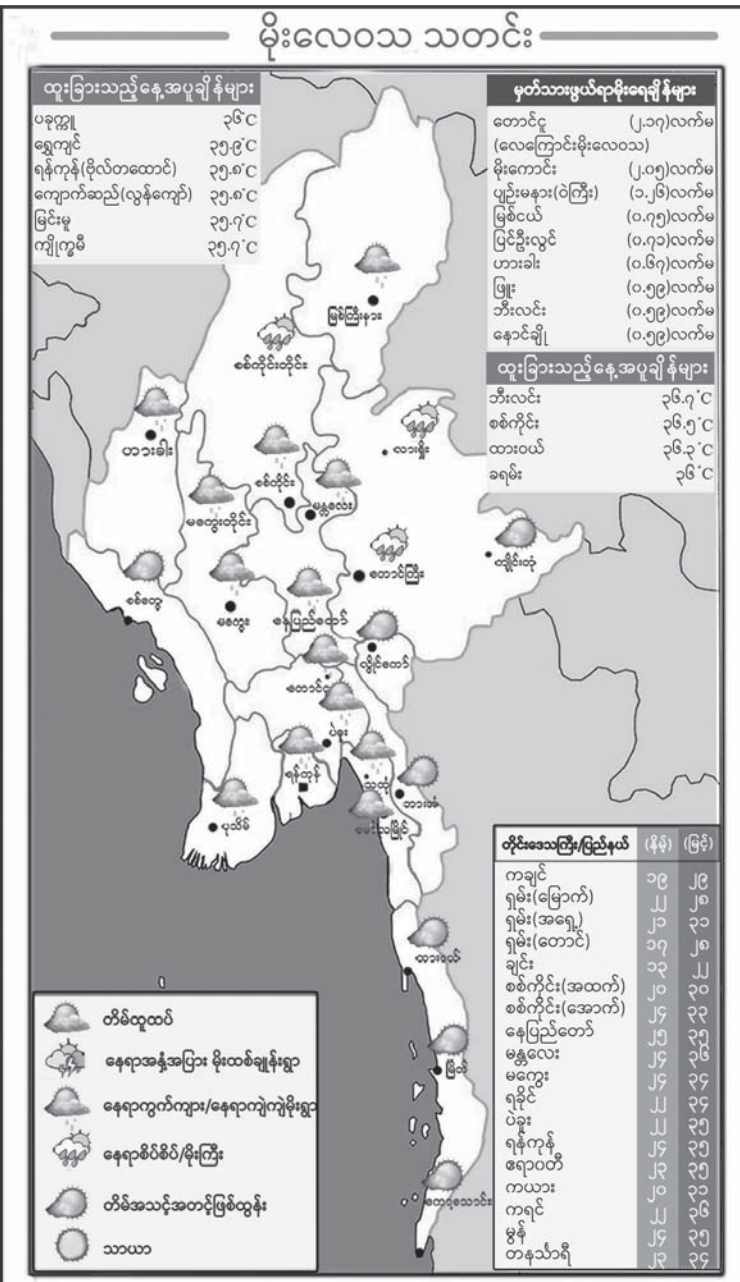 မိုးလေဝသ သတင်း
ထူးခြားသည့်နေ့အပူချိန်များ
ပခုက္ကူ ၃၆°C
ရွှေကျင် ၃၅.၉°C
ရန်ကုန်(ဗိုလ်တထောင်) ၃၅.၈°C
ကျောက်ဆည်(လွန်ကျော်) ၃၅.၈°C
မြင်းမူ ၃၅.၇°C
ကျိုက္ခမီ ၃၅.၇°C
မှတ်သားဖွယ်ရာမိုးရေချိန်များ
တောင်ငူ (၂.၁၇)လက်မ
(လေကြောင်းမိုးလေဝသ)
မိုးကောင်း (၂.၀၅)လက်မ
ပျဉ်းမနား(ဝဲကြီး) (၁.၂၆)လက်မ
မြစ်ငယ် (၀.၇၅)လက်မ
ပြင်ဦးလွင် (၀.၇၁)လက်မ
ဟားခါး (၀.၆၇)လက်မ
ဖြူး (၀.၅၉)လက်မ
ဘီးလင်း (၀.၅၉)လက်မ
နောင်ချို (၀.၅၉)လက်မ
ထူးခြားသည့်နေ့အပူချိန်များ
ဘီးလင်း ၃၆.၇°C
စစ်ကိုင်း ၃၆.၅°C
ထားဝယ် ၃၆.၃°C
ခရမ်း ၃၆°C
မြစ်ကြီးနား
စစ်ကိုင်းတိုင်း
ဟားခါး
လားရှိုး
စစ်ကိုင်း
မန္တလေး
မကွေးတိုင်း
ကျိုင်းတုံ
တောင်ကြီး
စစ်တွေ
မကွေး
နေပြည်တော်
လွိုင်ကော်
တောင်ငူ
ပဲခူး
ရန်ကုန်
သထုံ
ဘားအံ
ပုသိမ်
မော်လမြိုင်
ထားဝယ်
မြိတ်
ကော့သောင်း
တိုင်းဒေသကြီး/ပြည်နယ် (နိမ့်) (မြင့်)
ကချင် ၁၉ ၂၉
ရှမ်း(မြောက်) ၂၂ ၂၈
ရှမ်း(အရှေ့) ၂၁ ၃၁
ရှမ်း(တောင်) ၁၇ ၂၈
ချင်း ၁၃ ၂၂
စစ်ကိုင်း(အထက်) ၂၀ ၃၀
စစ်ကိုင်း(အောက်) ၂၄ ၃၃
နေပြည်တော် ၂၅ ၃၅
မန္တလေး ၂၄ ၃၆
မကွေး ၂၄ ၃၄
ရခိုင် ၂၂ ၃၄
ပဲခူး ၂၂ ၃၅
ရန်ကုန် ၂၄ ၃၅
ဧရာဝတီ ၂၃ ၃၅
ကယား ၂၀ ၃၁
ကရင် ၂၂ ၃၆
မွန် ၂၄ ၃၅
တနင်္သာရီ ၂၃ ၃၄
တိမ်ထူထပ်
နေရာအနှံ့အပြား မိုးထစ်ချုန်းရွာ
နေရာကွက်ကျား/နေရာကျဲကျဲမိုးရွာ
နေရာစိပ်စိပ်/မိုးကြီး
တိမ်အသင့်အတင့်ဖြစ်ထွန်း
သာယာ